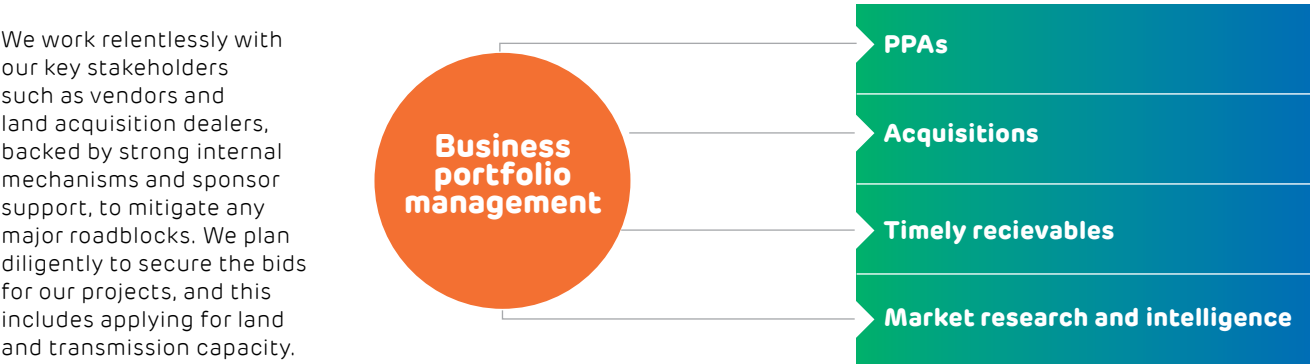 We work relentlessly with
our key stakeholders
such as vendors and
land acquisition dealers,
backed by strong internal
mechanisms and sponsor
support, to mitigate any
major roadblocks. We plan
diligently to secure the bids
for our projects, and this
includes applying for land
and transmission capacity.
Business
portfolio
management
PPAs
Acquisitions
Timely recievables
Market research and intelligence